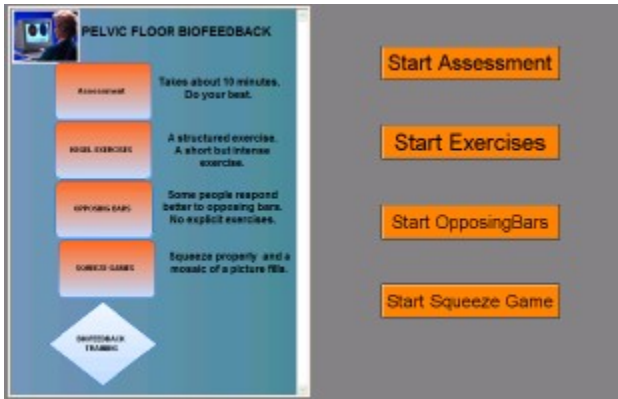 PELVIC FLOOR BIOFEEDBACK
Assessment
Takes about 10 minutes.
Do your best.
KEGEL EXERCISES
A structured exercise.
A short but intense
exercise.
OPPOSING BARS
Some people respond
better to opposing bars.
No explicit exercises.
SQUEEZE GAMES
Squeeze properly and a
mosaic of a picture fills.
BIOFEEDBACK
TRAINING
Start Assessment
Start Exercises
Start OpposingBars
Start Squeeze Game